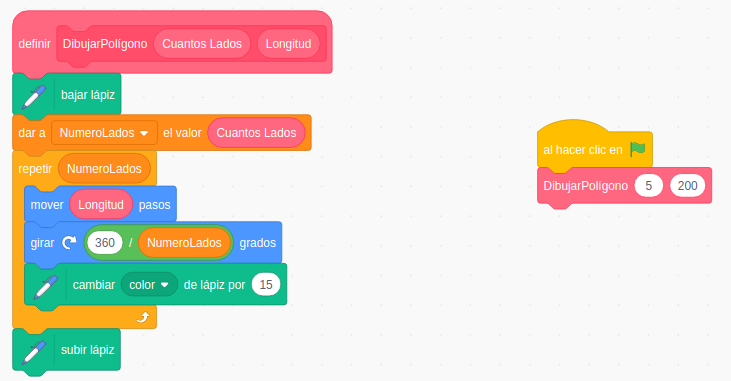 definir DibujarPolígono Cuantos Lados Longitud
bajar lápiz
dar a NumeroLados el valor Cuantos Lados
repetir NumeroLados
mover Longitud pasos
girar 360 / NumeroLados grados
cambiar color de lápiz por 15
subir lápiz
al hacer clic en
DibujarPolígono 5 200